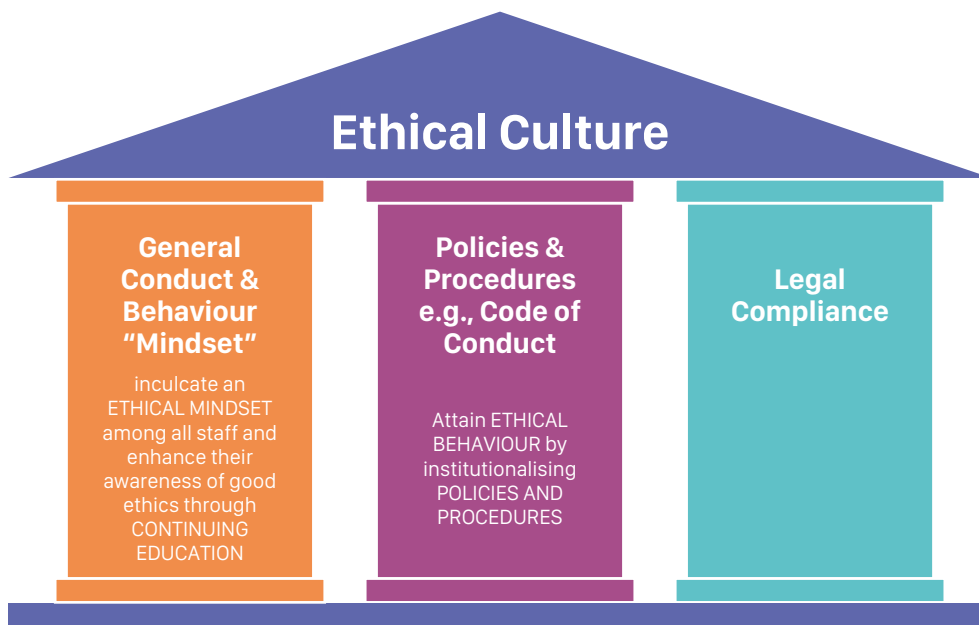 Ethical Culture
General
Conduct &
Behaviour
“Mindset”
inculcate an
ETHICAL MINDSET
among all staff and
enhance their
awareness of good
ethics through
CONTINUING
EDUCATION
Policies &
Procedures
e.g., Code of
Conduct
Attain ETHICAL
BEHAVIOUR by
institutionalising
POLICIES AND
PROCEDURES
Legal
Compliance